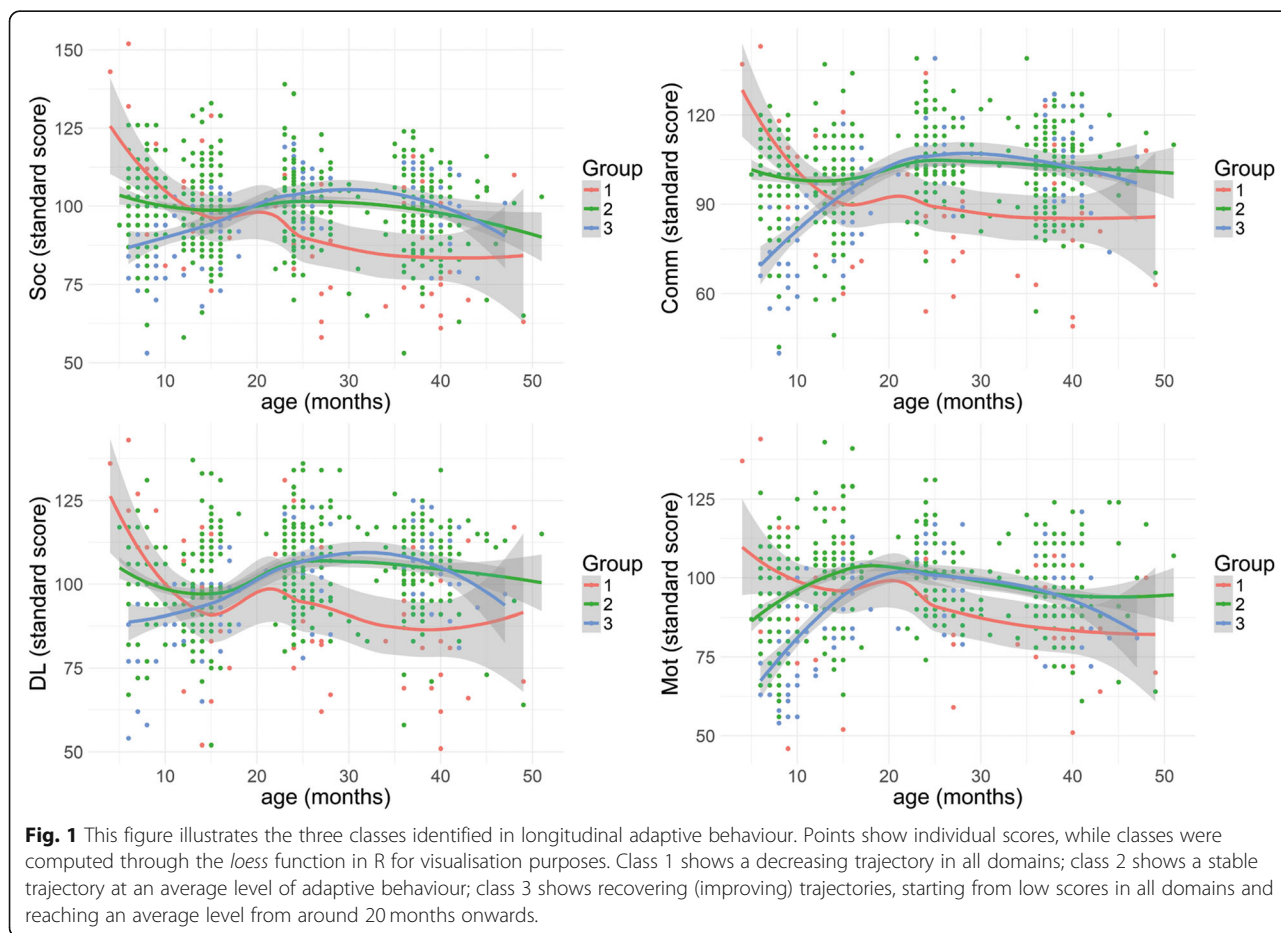 150
125
100
75
50
Soc (standard score)
10 20 30 40 50
age (months)
Group
1
2
3
120
90
60
Comm (standard score)
10 20 30 40 50
age (months)
Group
1
2
3
125
100
75
50
DL (standard score)
10 20 30 40 50
age (months)
Group
1
2
3
125
100
75
50
Mot (standard score)
10 20 30 40 50
age (months)
Group
1
2
3
Fig. 1 This figure illustrates the three classes identified in longitudinal adaptive behaviour. Points show individual scores, while classes were
computed through the loess function in R for visualisation purposes. Class 1 shows a decreasing trajectory in all domains; class 2 shows a stable
trajectory at an average level of adaptive behaviour; class 3 shows recovering (improving) trajectories, starting from low scores in all domains and
reaching an average level from around 20 months onwards.